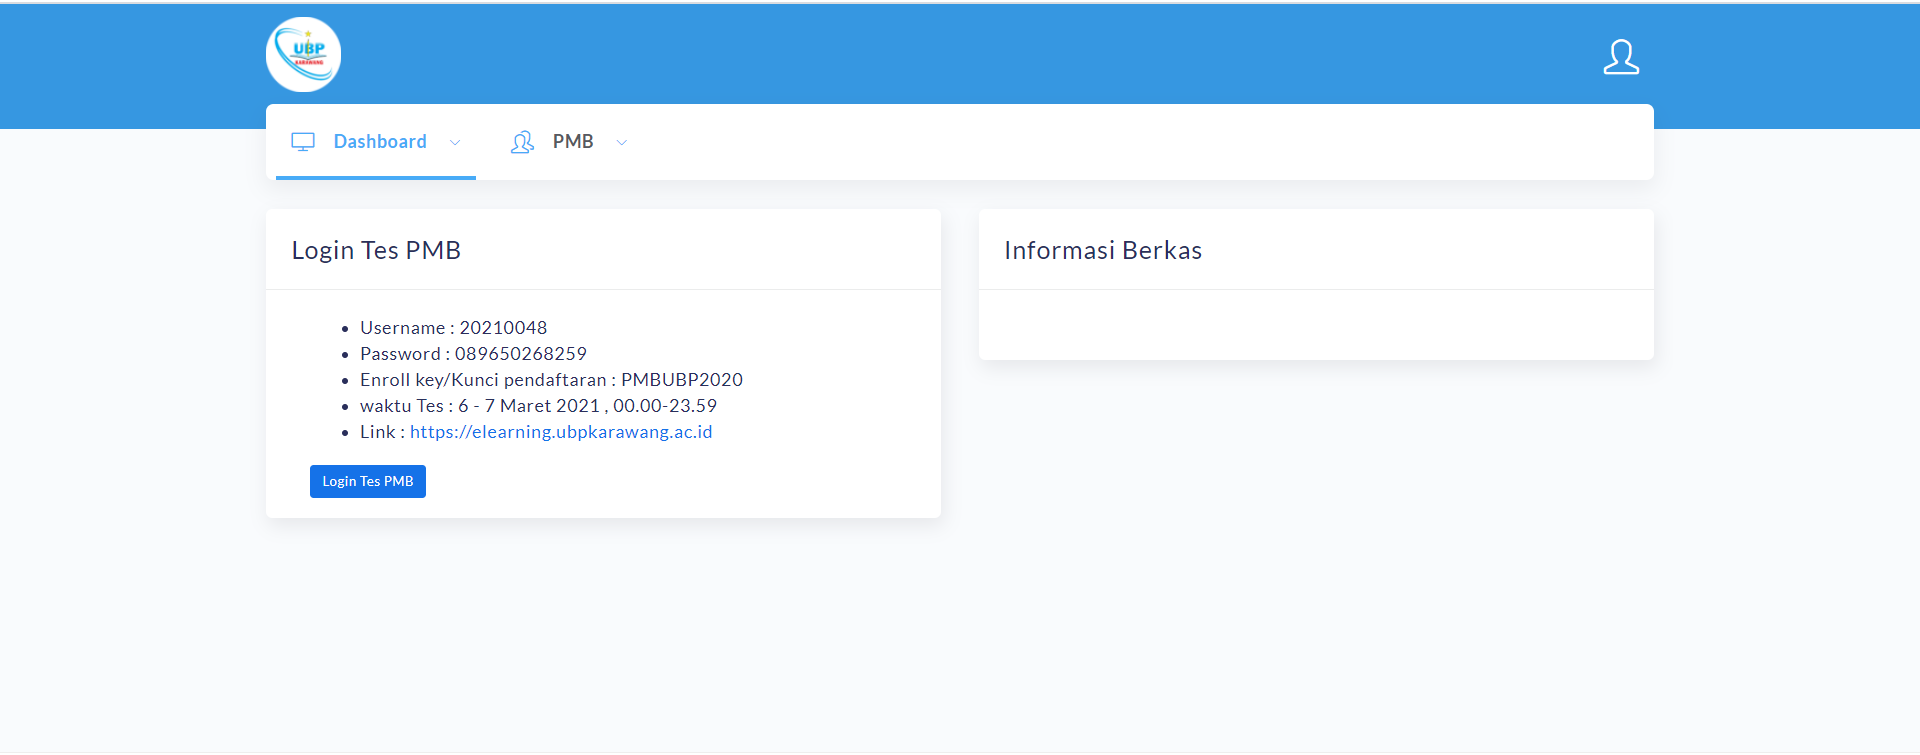 UBP
KARAWANG
Dashboard
PMB
Login Tes PMB
Username : 20210048
Password : 089650268259
Enroll key/Kunci pendaftaran : PMBUBP2020
waktu Tes : 6 - 7 Maret 2021 , 00.00-23.59
Link : https://elearning.ubpkarawang.ac.id
Login Tes PMB
Informasi Berkas